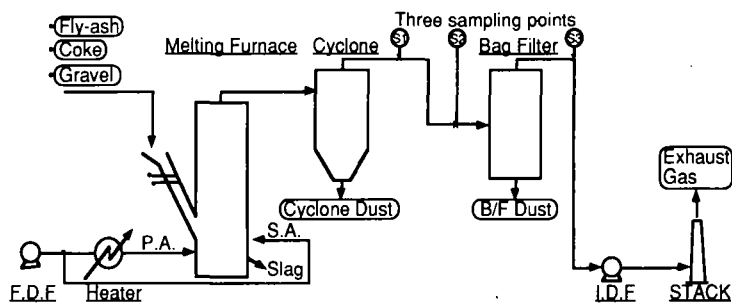 Fly-ash
Coke
Gravel
Three sampling points
Melting Furnace
Cyclone
S1
S2
Bag Filter
S3
Exhaust
Gas
Cyclone Dust
B/F Dust
S.A.
P.A.
Slag
F.D.F
Heater
I.D.F
STACK